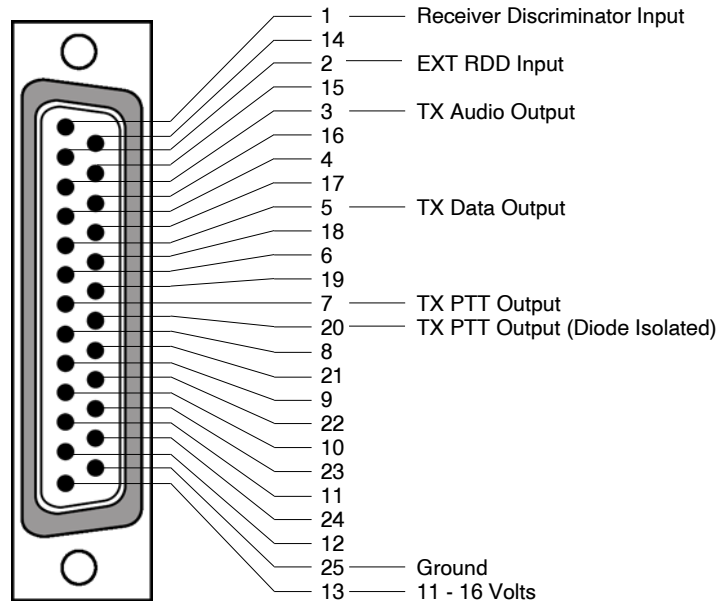 1 Receiver Discriminator Input
14
2 EXT RDD Input
15
3 TX Audio Output
16
4
17
5 TX Data Output
18
6
19
7 TX PTT Output
20 TX PTT Output (Diode Isolated)
8
21
9
22
10
23
11
24
12
25 Ground
13 11 - 16 Volts